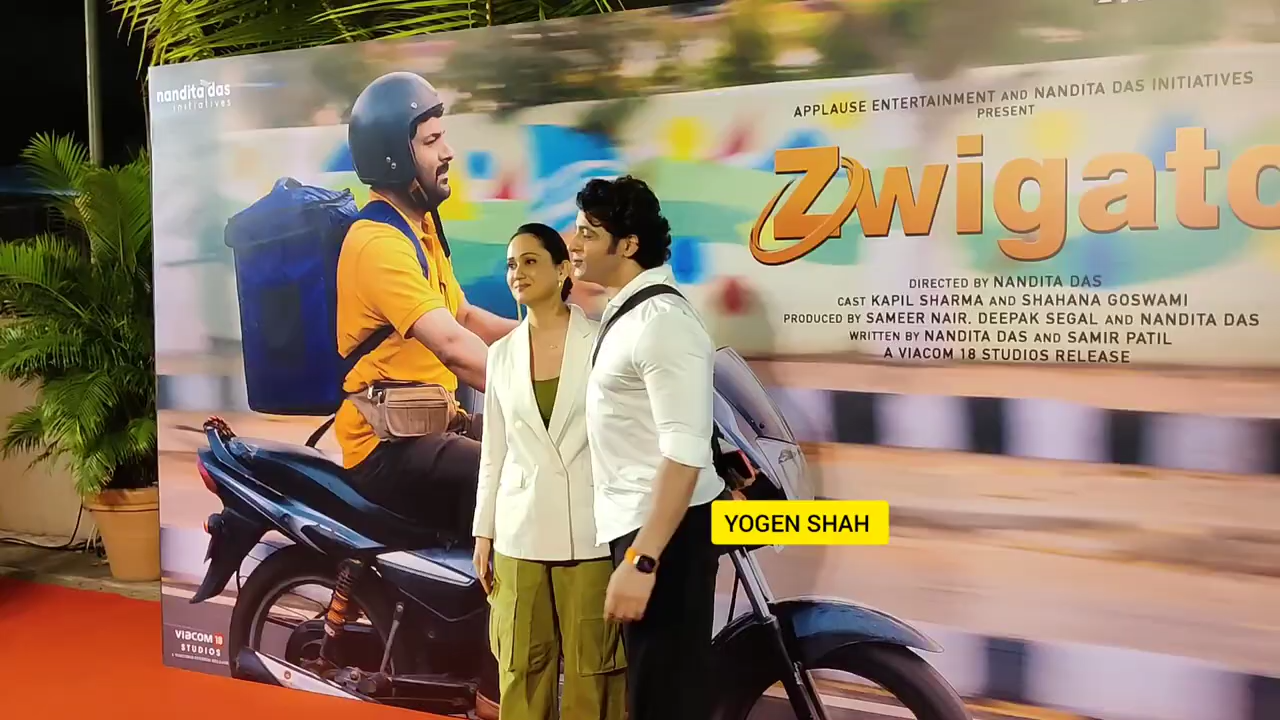 nandita das
initiatives
APPLAUSE ENTERTAINMENT AND NANDITA DAS INITIATIVES
PRESENT
Zwigato
DIRECTED BY NANDITA DAS
CAST KAPIL SHARMA AND SHAHANA GOSWAMI
PRODUCED BY SAMEER NAIR, DEEPAK SEGAL AND NANDITA DAS
WRITTEN BY NANDITA DAS AND SAMIR PATIL
A VIACOM 18 STUDIOS RELEASE
YOGEN SHAH
VIACOM 18
STUDIOS